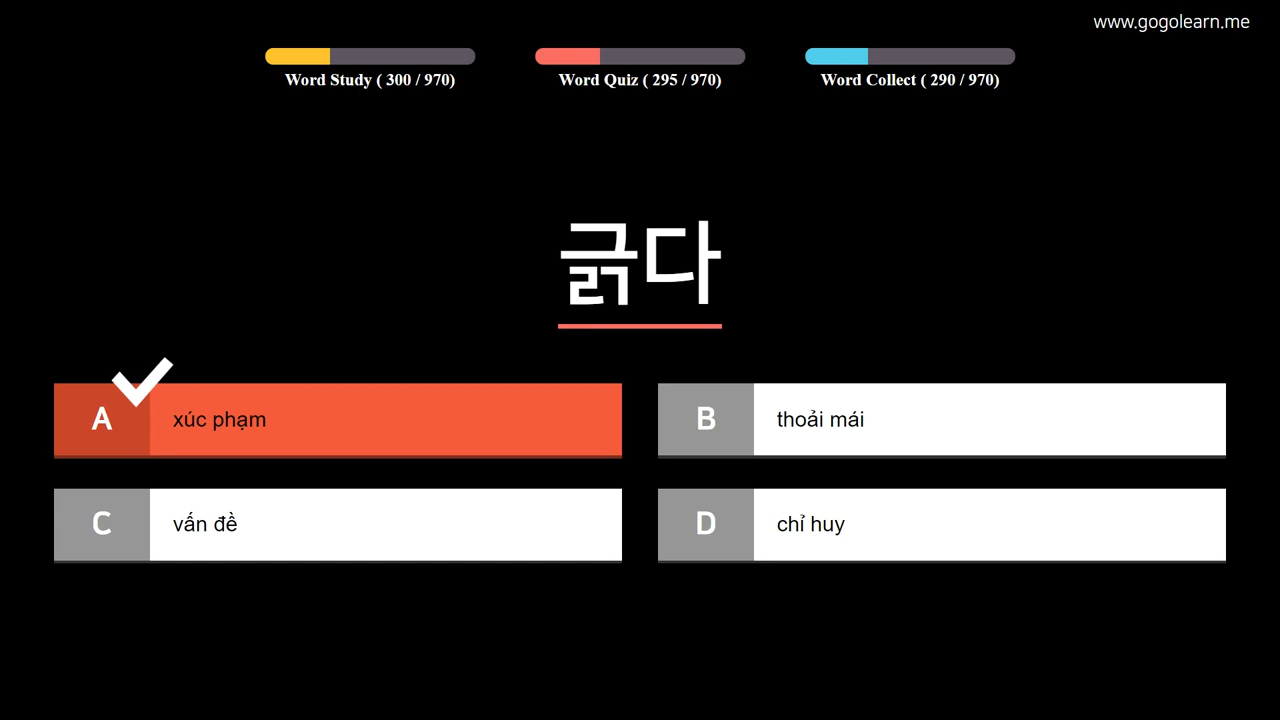 www.gogolearn.me
Word Study ( 300 / 970)
Word Quiz ( 295 / 970)
Word Collect ( 290 / 970)
굵다
A xúc phạm
B thoải mái
C vấn đề
D chỉ huy